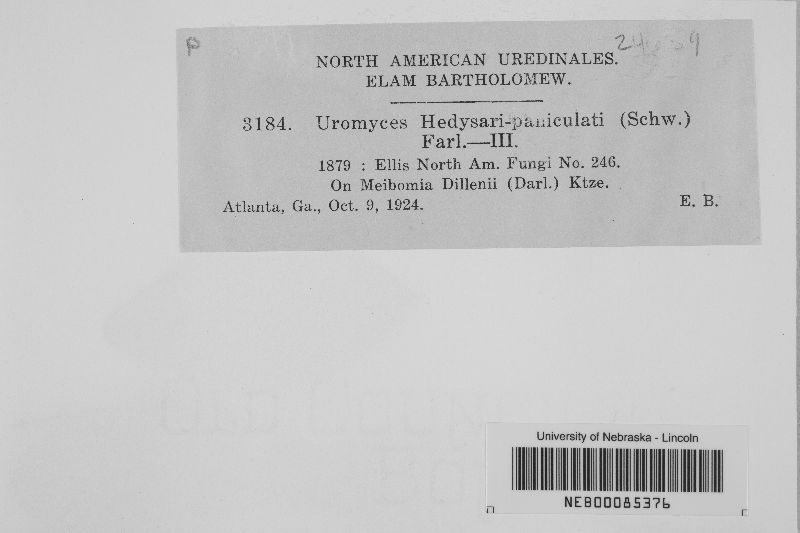 p
NORTH AMERICAN UREDINALES.
ELAM BARTHOLOMEW.
3184. Uromyces Hedysari-paniculati (Schw.)
Farl.—III.
1879 : Ellis North Am. Fungi No. 246.
On Meibomia Dillenii (Darl.) Ktze.
Atlanta, Ga., Oct. 9, 1924. E. B.
University of Nebraska - Lincoln
NEB00085376